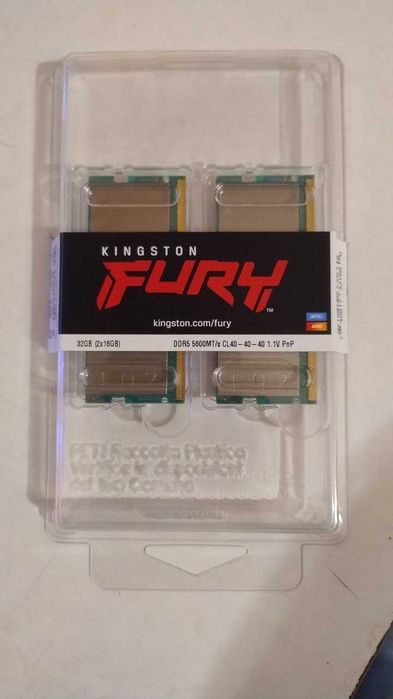 KINGSTON
FURY
TM
kingston.com/fury
INTEL
AMD
32GB (2x16GB) DDR5 5600MT/s CL40-40-40 1.1V PnP
PET/ Raccolta Plastica
Verifica le disposizioni
del tuo Comune